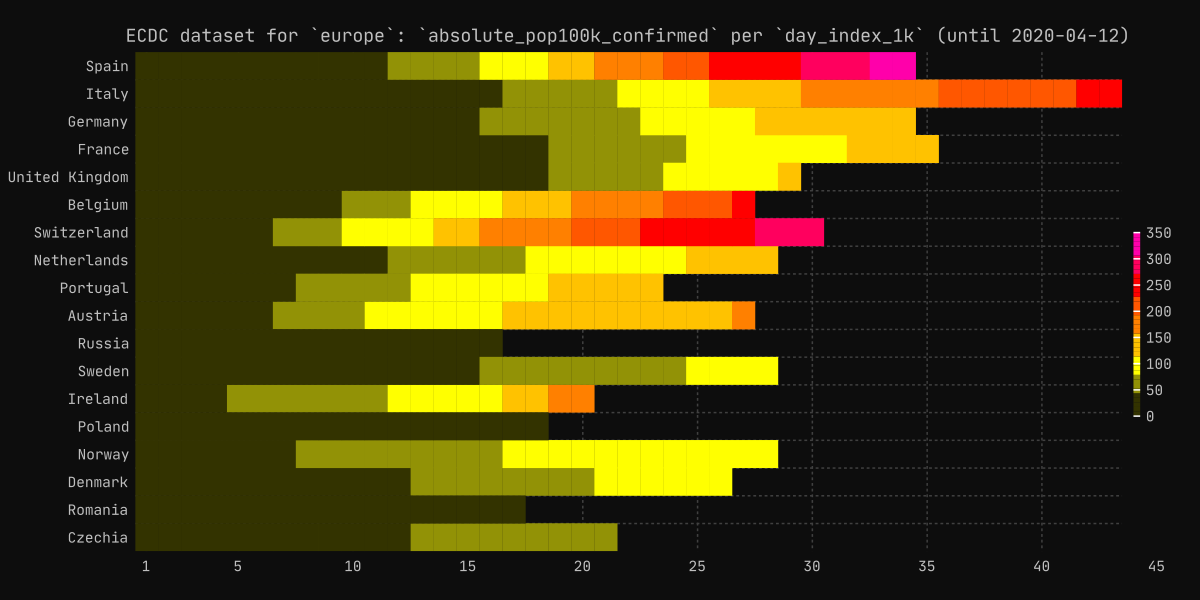 ECDC dataset for `europe`: `absolute_pop100k_confirmed` per `day_index_1k` (until 2020-04-12)
Spain
Italy
Germany
France
United Kingdom
Belgium
Switzerland
Netherlands
Portugal
Austria
Russia
Sweden
Ireland
Poland
Norway
Denmark
Romania
Czechia
1 5 10 15 20 25 30 35 40 45
350
300
250
200
150
100
50
0